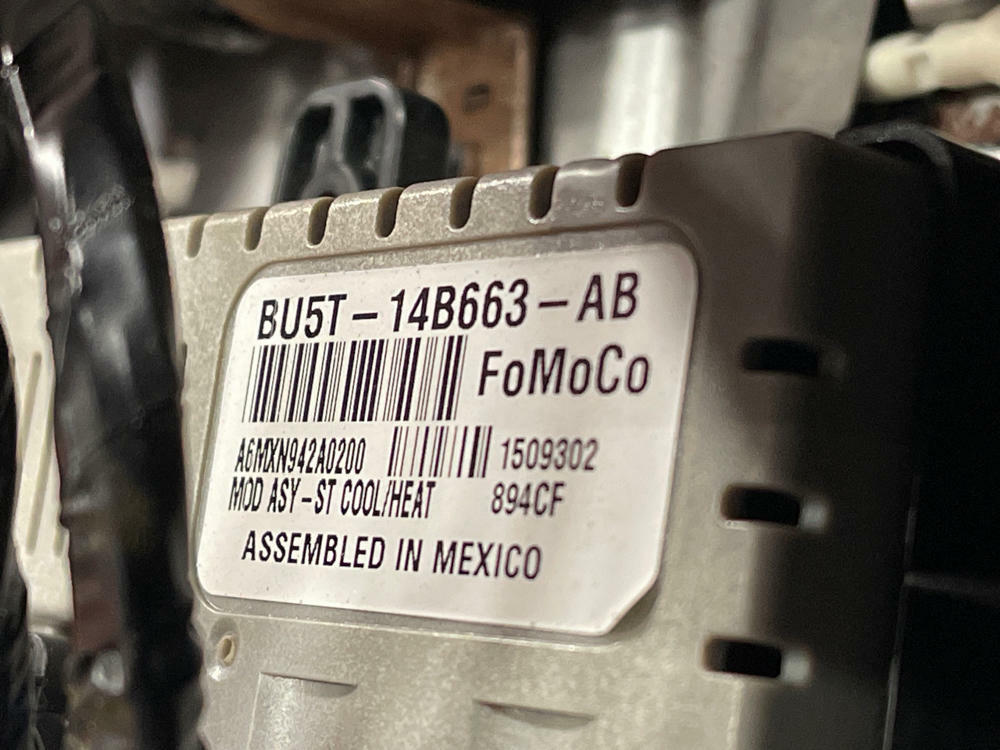 BU5T-14B663-AB
FoMoCo
A6MXN942A0200 1509302
MOD ASY-ST COOL/HEAT 894CF
ASSEMBLED IN MEXICO